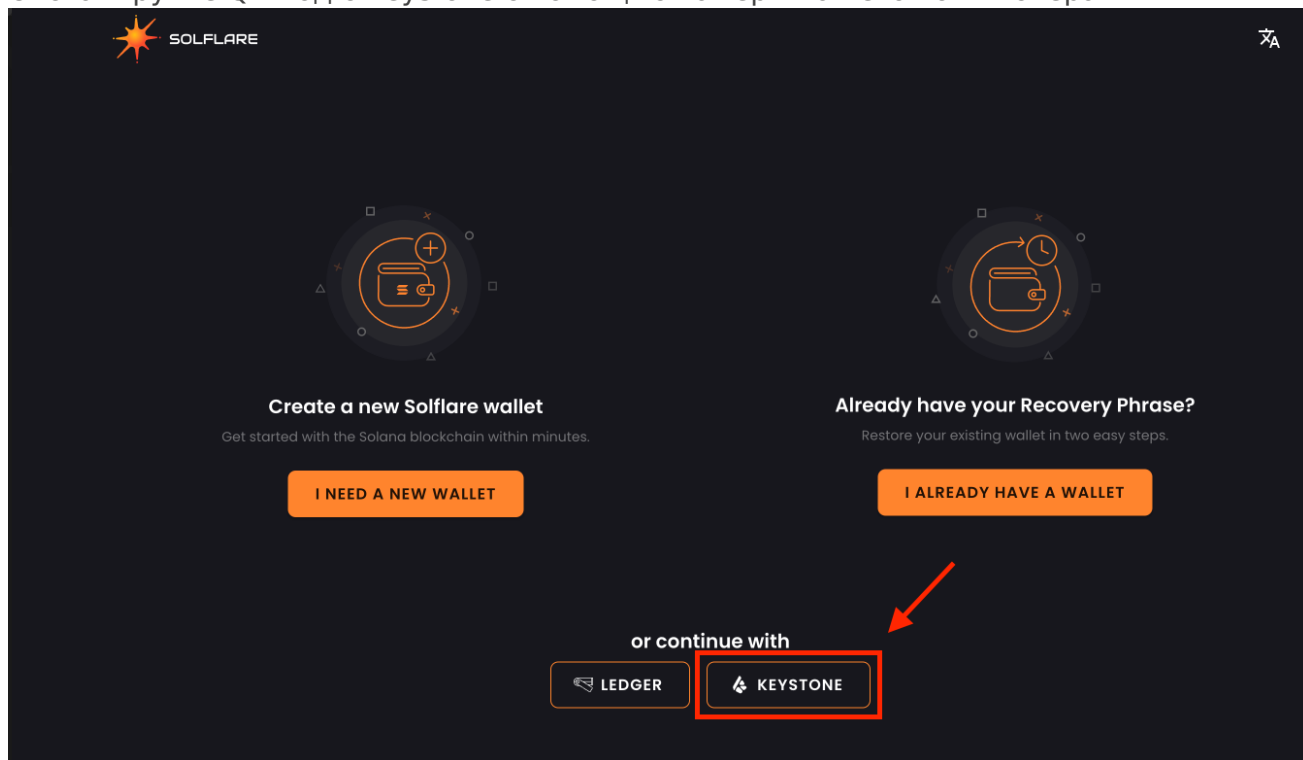 SOLFLARE
Create a new Solflare wallet
Get started with the Solana blockchain within minutes.
I NEED A NEW WALLET
Already have your Recovery Phrase?
Restore your existing wallet in two easy steps.
I ALREADY HAVE A WALLET
or continue with
LEDGER
KEYSTONE